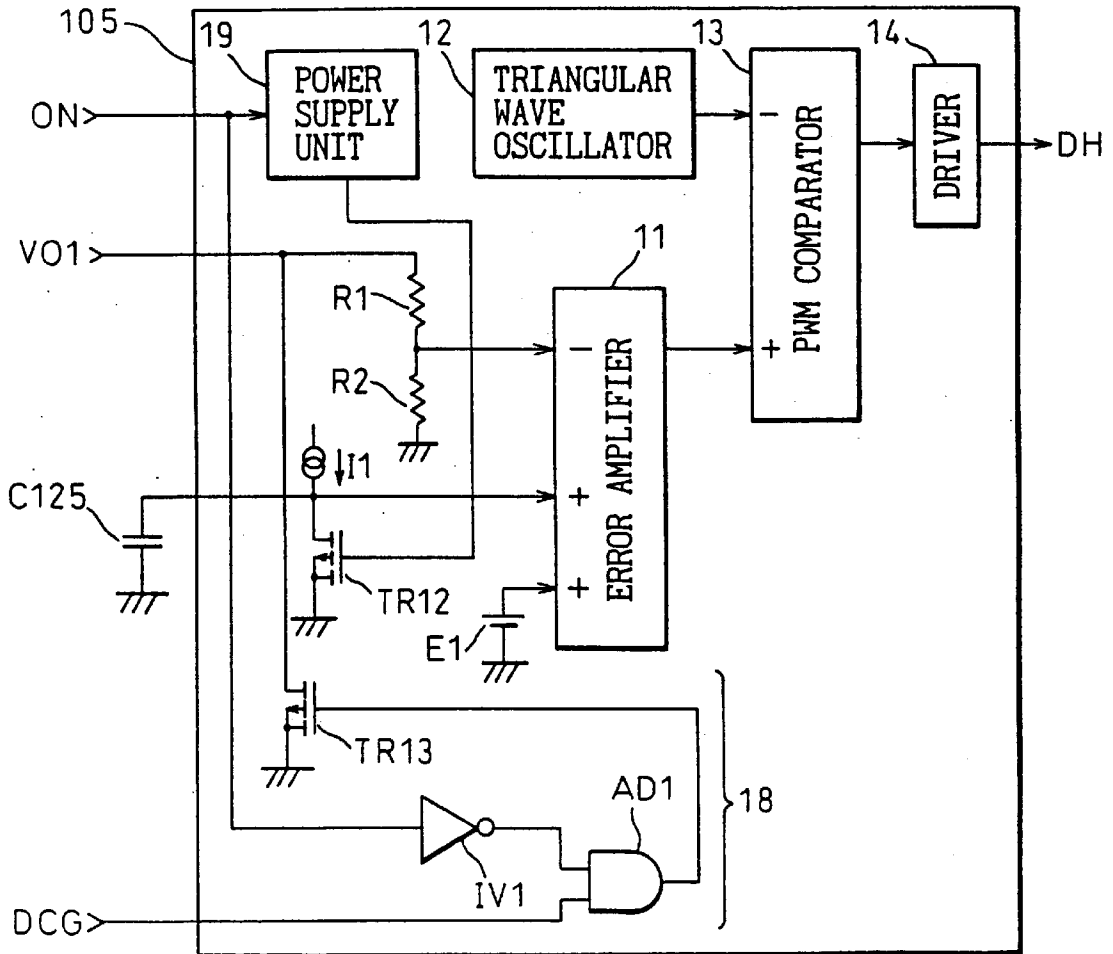 105
19
12
13
14
POWER
SUPPLY
UNIT
TRIANGULAR
WAVE
OSCILLATOR
-
PWM COMPARATOR
+
DRIVER
ON
DH
VO1
R1
R2
11
-
+
+
ERROR AMPLIFIER
I1
C125
TR12
E1
TR13
18
AD1
IV1
DCG